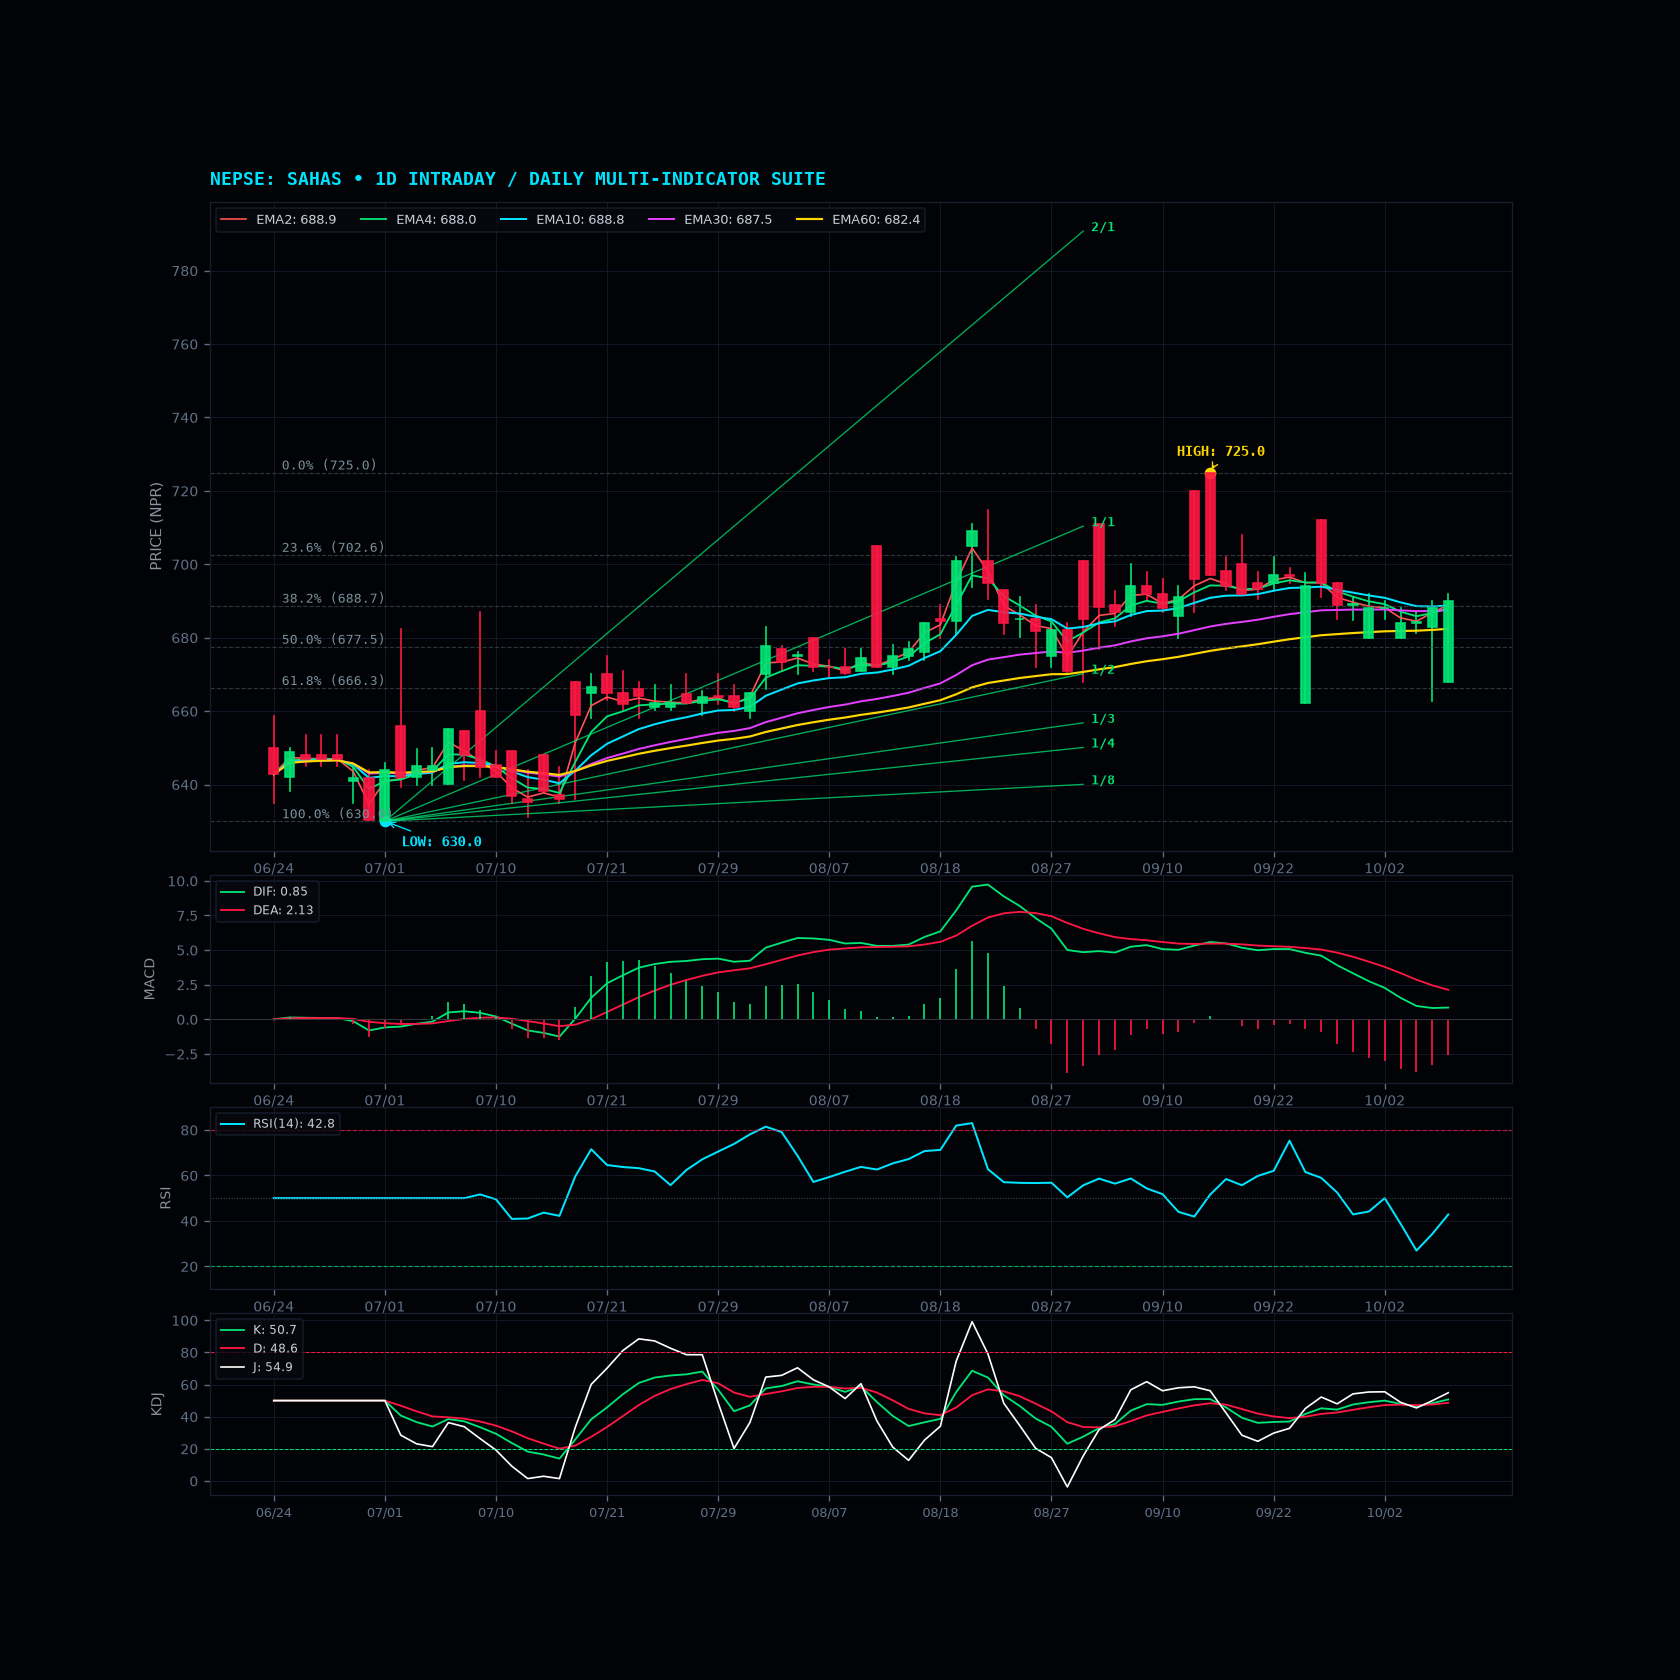 NEPSE: SAHAS • 1D INTRADAY / DAILY MULTI-INDICATOR SUITE
EMA2: 688.9 EMA4: 688.0 EMA10: 688.8 EMA30: 687.5 EMA60: 682.4
2/1
780
760
740
HIGH: 725.0
0.0% (725.0)
720
1/1
23.6% (702.6)
700
38.2% (688.7)
680
50.0% (677.5)
61.8% (666.3)
1/2
660
1/3
1/4
1/8
640
100.0% (630.
LOW: 630.0
PRICE (NPR)
06/24 07/01 07/10 07/21 07/29 08/07 08/18 08/27 09/10 09/22 10/02
DIF: 0.85
DEA: 2.13
10.0
7.5
5.0
2.5
0.0
−2.5
MACD
06/24 07/01 07/10 07/21 07/29 08/07 08/18 08/27 09/10 09/22 10/02
RSI(14): 42.8
80
60
40
20
RSI
06/24 07/01 07/10 07/21 07/29 08/07 08/18 08/27 09/10 09/22 10/02
K: 50.7
D: 48.6
J: 54.9
100
80
60
40
20
0
KDJ
06/24 07/01 07/10 07/21 07/29 08/07 08/18 08/27 09/10 09/22 10/02